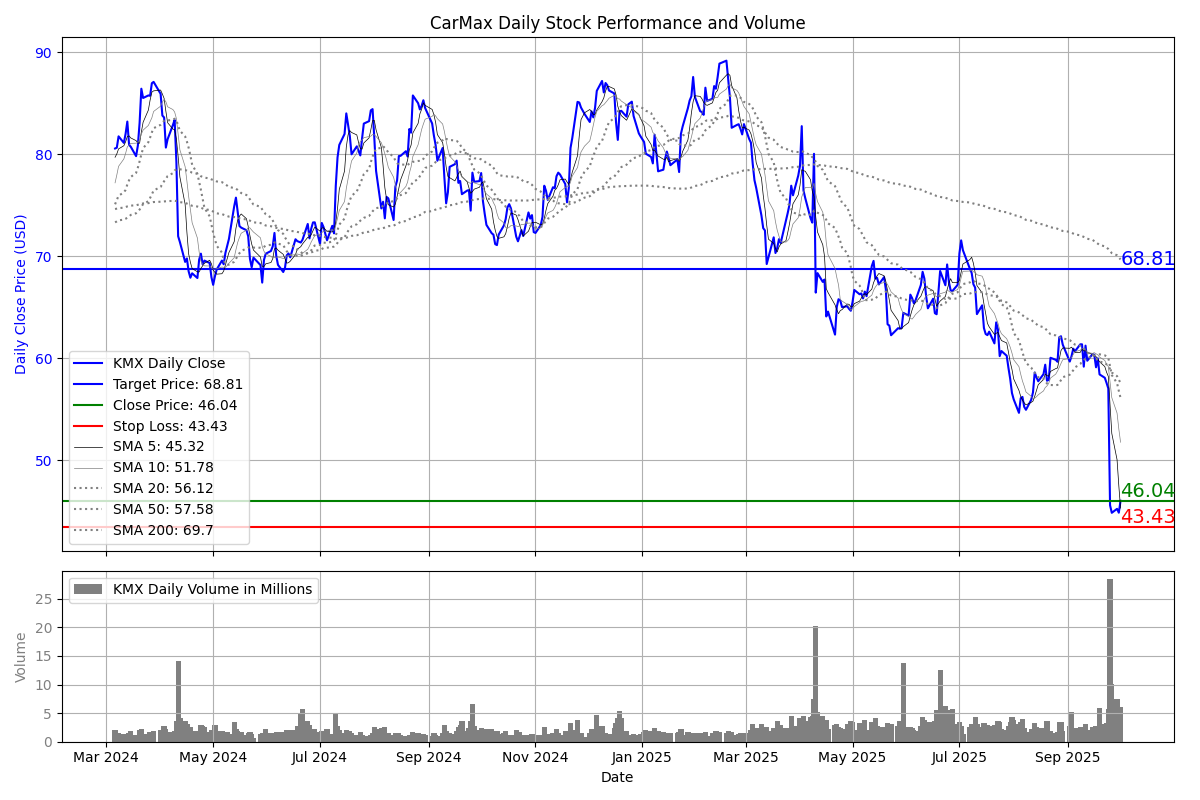 CarMax Daily Stock Performance and Volume
90
80
70
60
50
Daily Close Price (USD)
68.81
46.04
43.43
KMX Daily Close
Target Price: 68.81
Close Price: 46.04
Stop Loss: 43.43
SMA 5: 45.32
SMA 10: 51.78
SMA 20: 56.12
SMA 50: 57.58
SMA 200: 69.7
KMX Daily Volume in Millions
25
20
15
10
5
0
Volume
Mar 2024 May 2024 Jul 2024 Sep 2024 Nov 2024 Jan 2025 Mar 2025 May 2025 Jul 2025 Sep 2025
Date